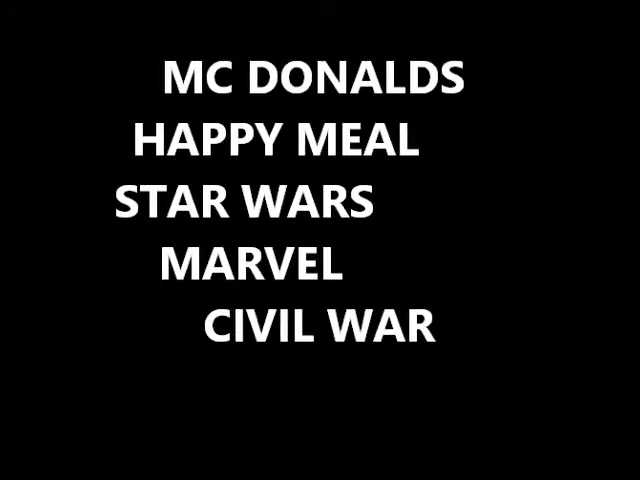 MC DONALDS
HAPPY MEAL
STAR WARS
MARVEL
CIVIL WAR